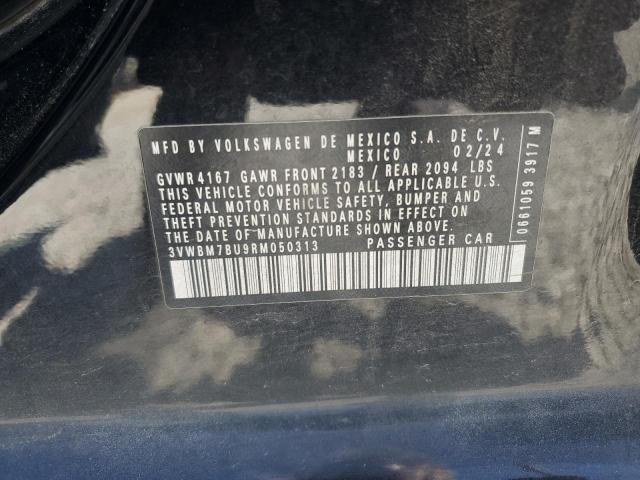 MFD BY VOLKSWAGEN DE MEXICO S.A. DE C.V.
MEXICO 02/24
GVWR 4167 GAWR FRONT 2183 / REAR 2094 LBS
THIS VEHICLE CONFORMS TO ALL APPLICABLE U.S.
FEDERAL MOTOR VEHICLE SAFETY, BUMPER AND
THEFT PREVENTION STANDARDS IN EFFECT ON
THE DATE OF MANUFACTURE SHOWN ABOVE.
3VWBM7BU9RM050313 PASSENGER CAR
0661059 3917 M